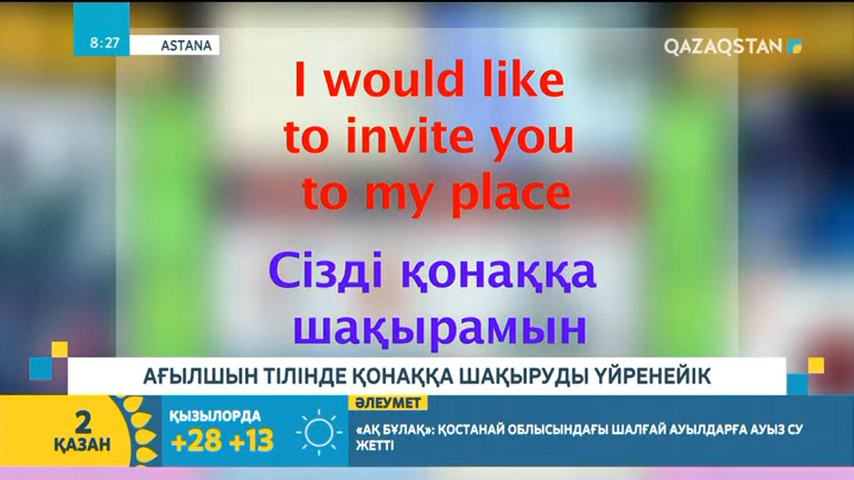 8:27
ASTANA
QAZAQSTAN
I would like
to invite you
to my place
Сізді қонаққа
шақырамын
АҒЫЛШЫН ТІЛІНДЕ ҚОНАҚҚА ШАҚЫРУДЫ ҮЙРЕНЕЙІК
2
ҚАЗАН
ҚЫЗЫЛОРДА
+28 +13
ӘЛЕУМЕТ
«АҚ БҰЛАҚ»: ҚОСТАНАЙ ОБЛЫСЫНДАҒЫ ШАЛҒАЙ АУЫЛДАРҒА АУЫЗ СУ
ЖЕТТІ